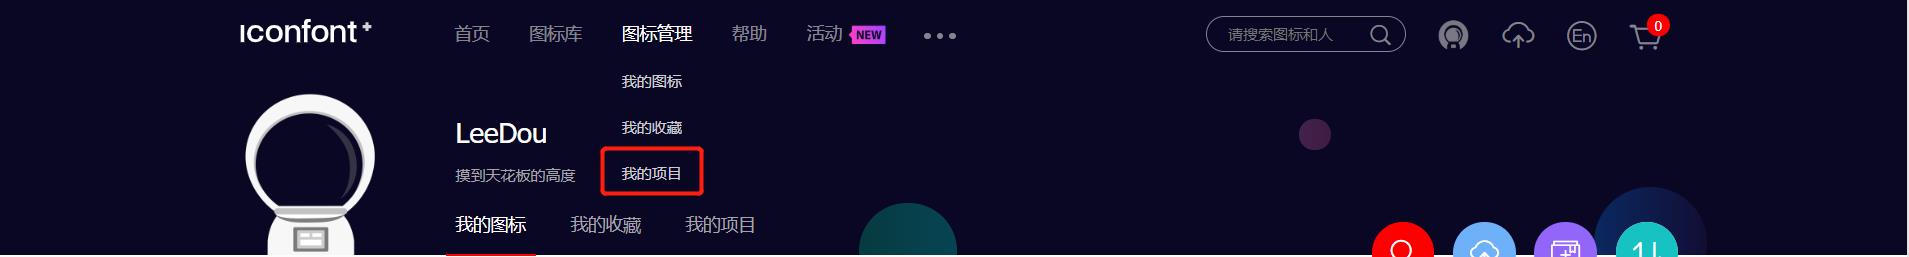 iconfont+ 首页 图标库 图标管理 帮助 活动 NEW 请搜索图标和人 En 0
我的图标
我的收藏
LeeDou
我的项目
摸到天花板的高度
我的图标 我的收藏 我的项目